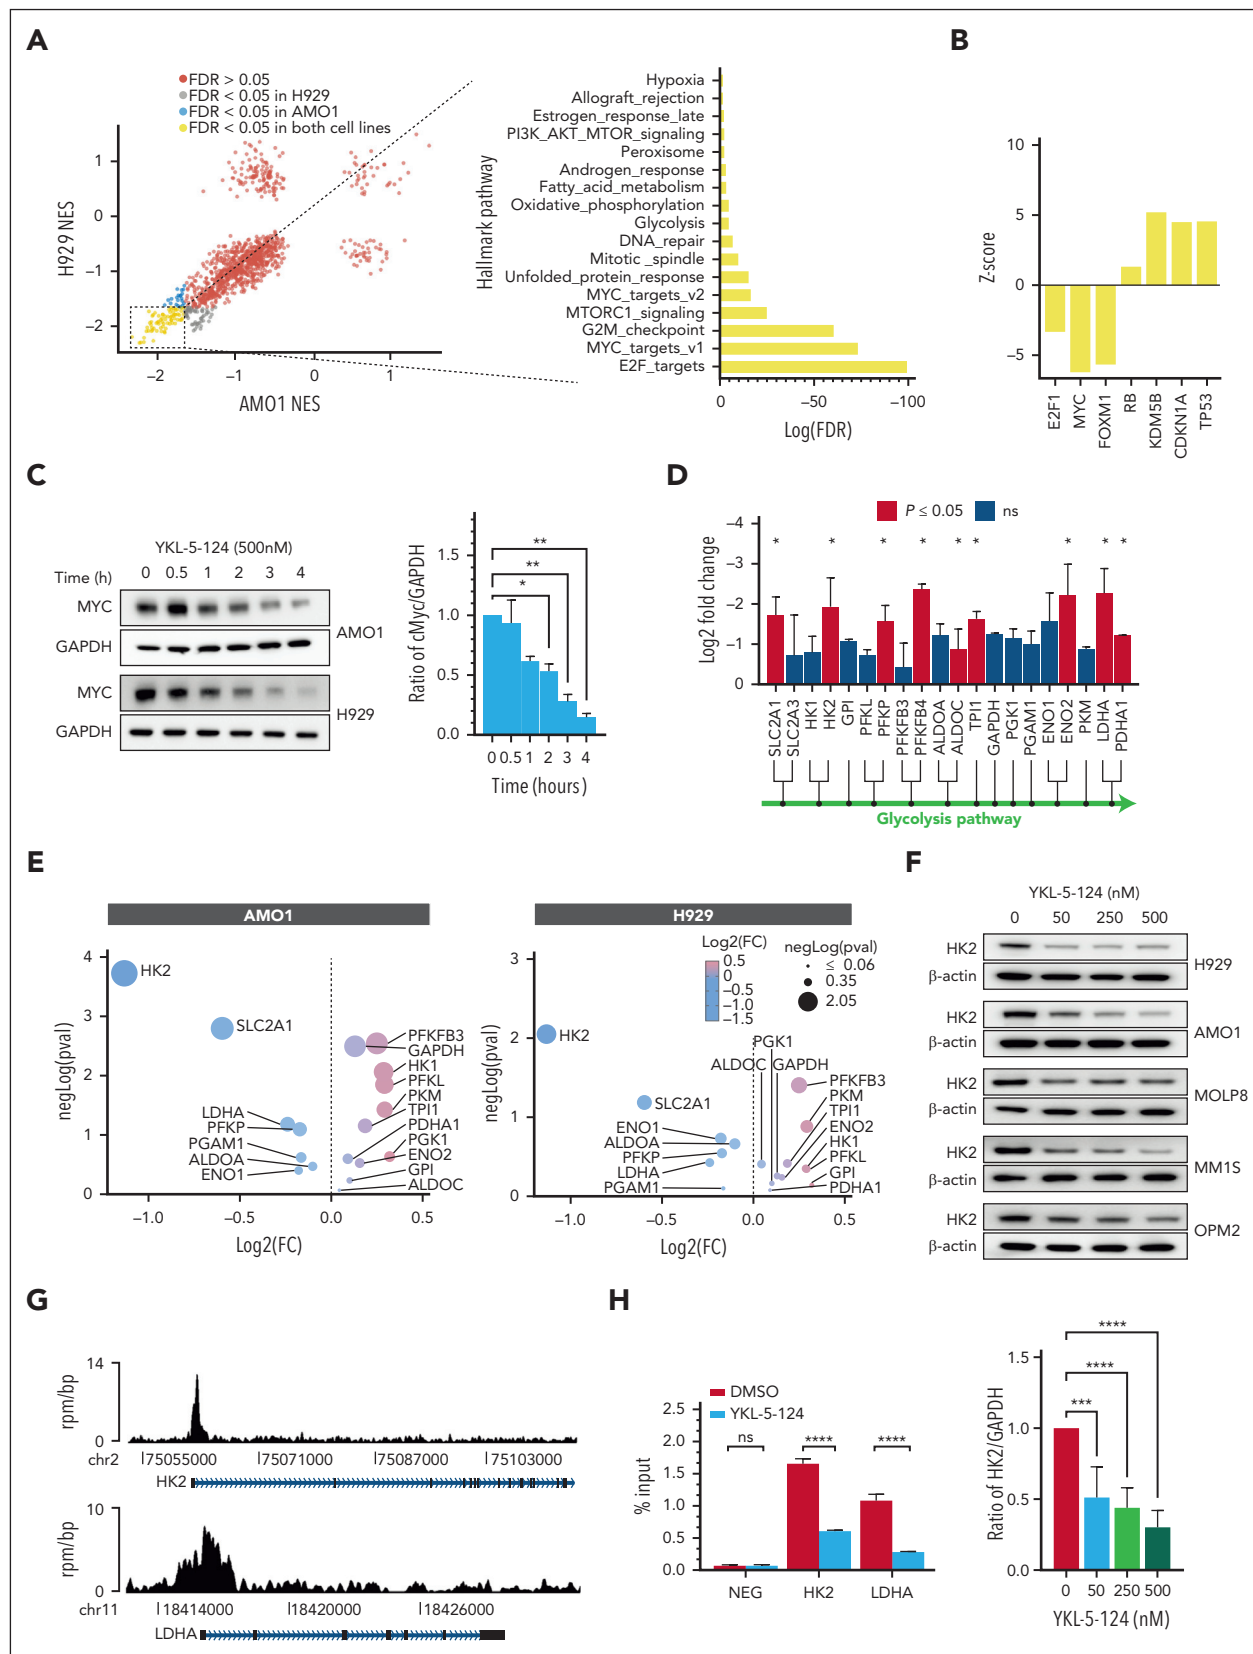 A
FDR > 0.05
FDR < 0.05 in H929
FDR < 0.05 in AMO1
FDR < 0.05 in both cell lines
H929 NES
1
0
−1
−2
−2
−1
0
1
AMO1 NES
Hallmark pathway
Hypoxia
Allograft_rejection
Estrogen_response_late
PI3K_AKT_MTOR_signaling
Peroxisome
Androgen_response
Fatty_acid_metabolism
Oxidative_phosphorylation
Glycolysis
DNA_repair
Mitotic _spindle
Unfolded_protein_response
MYC_targets_v2
MTORC1_signaling
G2M_checkpoint
MYC_targets_v1
E2F_targets
0
−50
−100
Log(FDR)
B
Z-score
10
5
0
−5
E2F1
MYC
FOXM1
RB
KDM5B
CDKN1A
TP53
C
YKL-5-124 (500nM)
Time (h)
0 0.5 1 2 3 4
MYC
GAPDH
AMO1
MYC
GAPDH
H929
Ratio of cMyc/GAPDH
1.5
1.0
0.5
0.0
**
**
*
0 0.5 1 2 3 4
Time (hours)
D
P ≤ 0.05
ns
Log2 fold change
−4
−3
−2
−1
0
* * * * * * * * *
SLC2A1
SLC2A3
HK1
HK2
GPI
PFKL
PFKP
PFKFB3
PFKFB4
ALDOA
ALDOC
TPI1
GAPDH
PGK1
PGAM1
ENO1
ENO2
PKM
LDHA
PDHA1
Glycolysis pathway
E
AMO1
negLog(pval)
4
3
2
1
0
HK2
SLC2A1
PFKFB3
GAPDH
HK1
PFKL
PKM
TPI1
PDHA1
PGK1
ENO2
GPI
ALDOC
LDHA
PFKP
PGAM1
ALDOA
ENO1
−1.0
−0.5
0.0
0.5
Log2(FC)
H929
Log2(FC)
0.5
0
−0.5
−1.0
−1.5
negLog(pval)
≤ 0.06
0.35
2.05
negLog(pval)
3
2
1
0
HK2
SLC2A1
PGK1
ALDOC
GAPDH
PFKFB3
PKM
TPI1
ENO2
HK1
PFKL
GPI
PDHA1
ENO1
ALDOA
PFKP
LDHA
PGAM1
−1.0
−0.5
0.0
0.5
Log2(FC)
F
YKL-5-124 (nM)
0 50 250 500
HK2
β-actin
H929
HK2
β-actin
AMO1
HK2
β-actin
MOLP8
HK2
β-actin
MM1S
HK2
β-actin
OPM2
G
rpm/bp
14
0
chr2
75055000
75071000
75087000
75103000
HK2
rpm/bp
10
0
chr11
18414000
18420000
18426000
LDHA
H
DMSO
YKL-5-124
% input
2.5
2.0
1.5
1.0
0.5
0.0
ns
****
****
NEG
HK2
LDHA
Ratio of HK2/GAPDH
1.5
1.0
0.5
0.0
****
****
***
0 50 250 500
YKL-5-124 (nM)